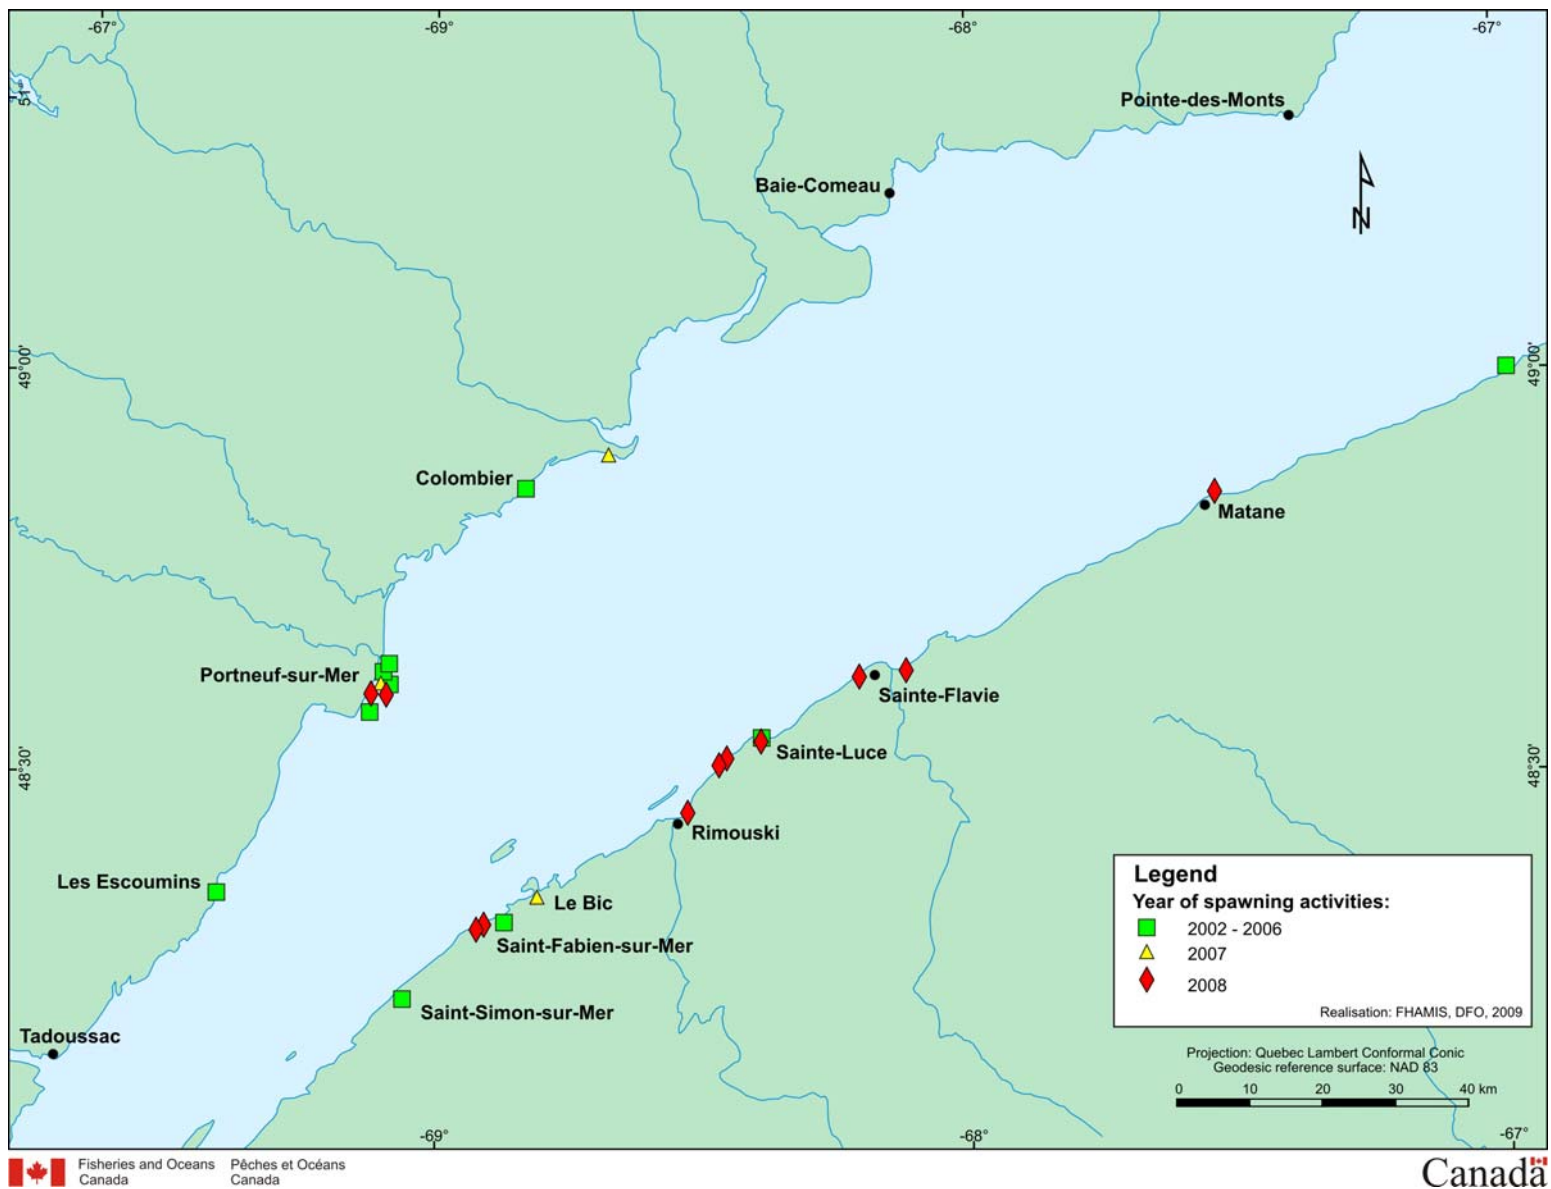 -67°
-69°
-68°
-67°
51°
Pointe-des-Monts
Baie-Comeau
N
49°00'
49°00'
Colombier
Matane
Portneuf-sur-Mer
Sainte-Flavie
Sainte-Luce
48°30'
48°30'
Rimouski
Les Escoumins
Le Bic
Saint-Fabien-sur-Mer
Saint-Simon-sur-Mer
Tadoussac
Legend
Year of spawning activities:
2002 - 2006
2007
2008
Realisation: FHAMIS, DFO, 2009
Projection: Quebec Lambert Conformal Conic
Geodesic reference surface: NAD 83
0 10 20 30 40 km
-69°
-68°
-67°
Fisheries and Oceans Pêches et Océans
Canada Canada
Canada